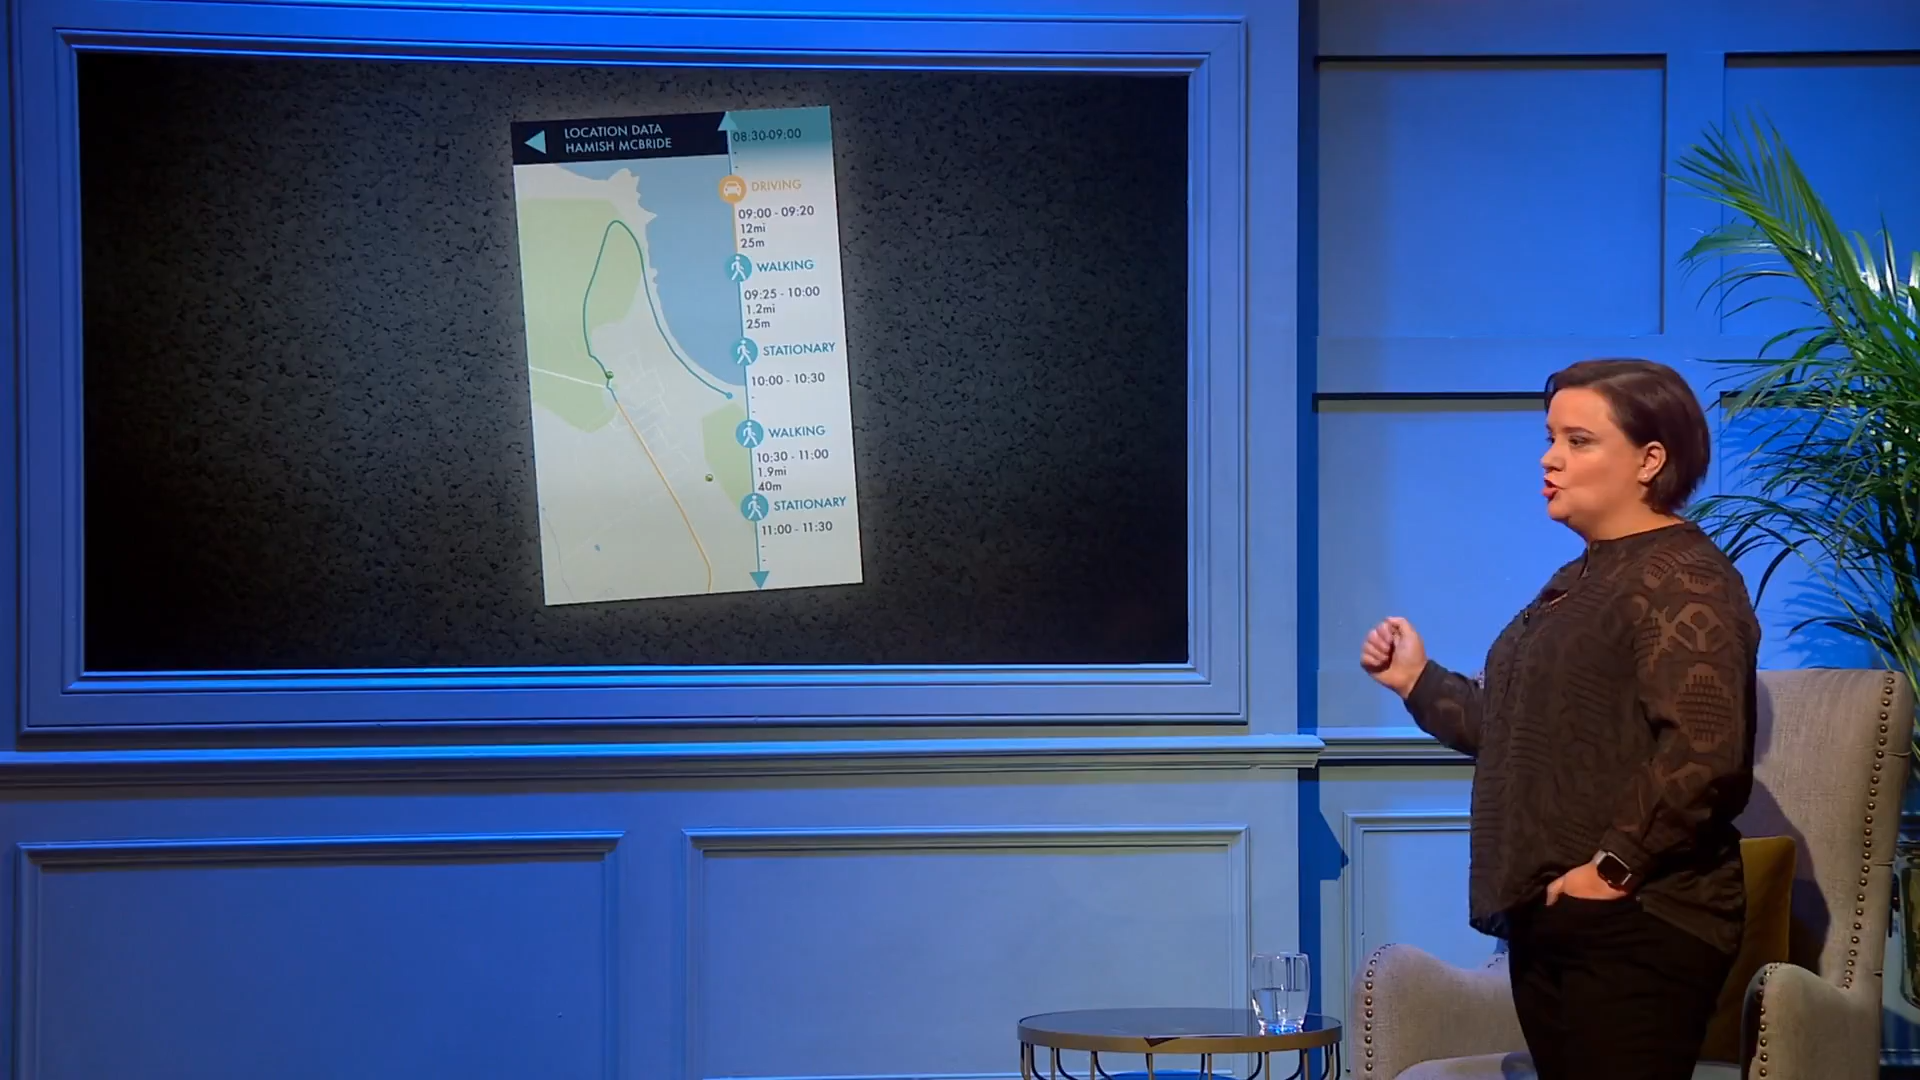 LOCATION DATA
HAMISH MCBRIDE
08:30-09:00
-
-
DRIVING
09:00 - 09:20
12mi
25m
WALKING
09:25 - 10:00
1.2mi
25m
STATIONARY
10:00 - 10:30
-
-
WALKING
10:30 - 11:00
1.9mi
40m
STATIONARY
11:00 - 11:30
-
-